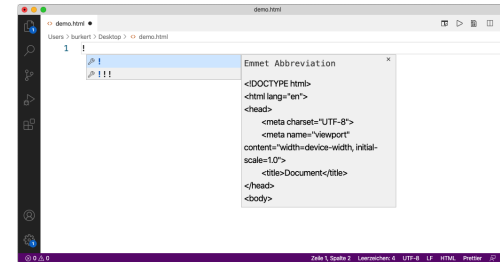 demo.html
demo.html
Users > burkert > Desktop > demo.html
1 !
!
!!!
Emmet Abbreviation ×
<!DOCTYPE html>
<html lang="en">
<head>
<meta charset="UTF-8">
<meta name="viewport"
content="width=device-width, initial-
scale=1.0">
<title>Document</title>
</head>
<body>
0 0 Zeile 1, Spalte 2 Leerzeichen: 4 UTF-8 LF HTML Prettier